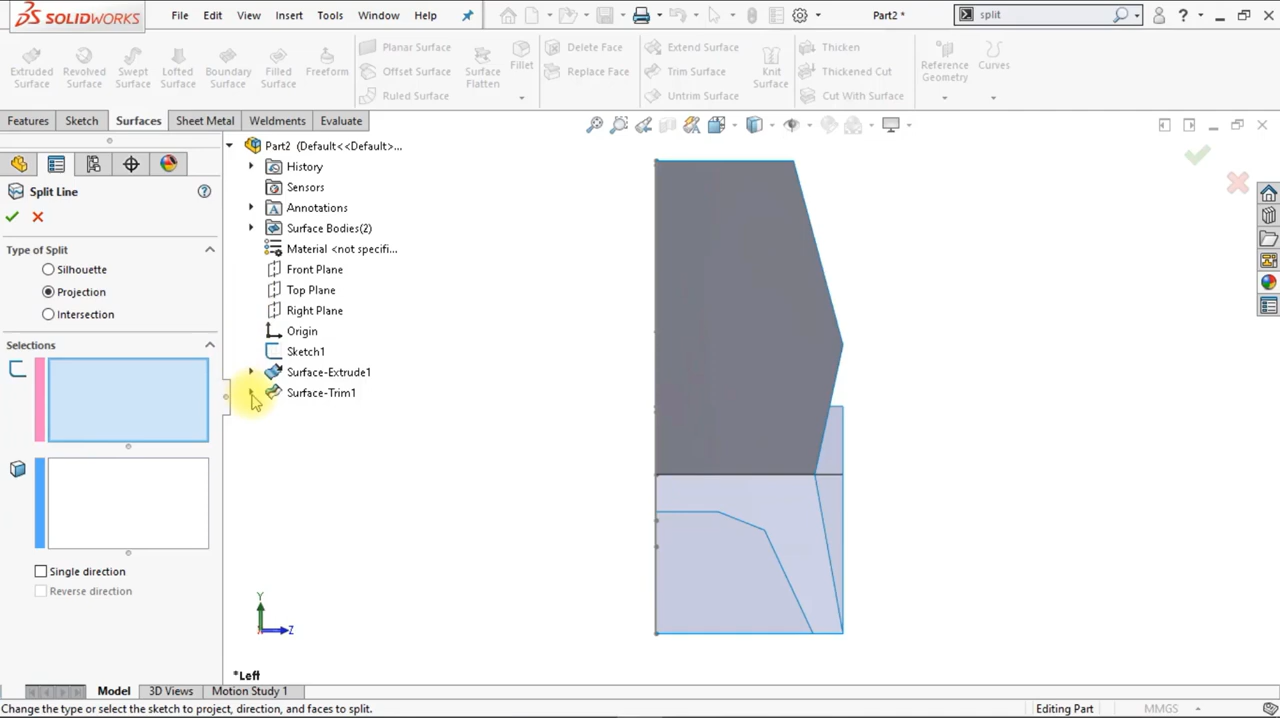 SOLIDWORKS File Edit View Insert Tools Window Help Part2 * split
Extruded Surface Revolved Surface Swept Surface Lofted Surface Boundary Surface Filled Surface Freeform
Planar Surface
Offset Surface
Ruled Surface
Surface Flatten
Fillet
Delete Face
Replace Face
Extend Surface
Trim Surface
Untrim Surface
Knit Surface
Thicken
Thickened Cut
Cut With Surface
Reference Geometry
Curves
Features Sketch Surfaces Sheet Metal Weldments Evaluate
Split Line
Type of Split
Silhouette
Projection
Intersection
Selections
Single direction
Reverse direction
Part2 (Default<<Default>...
History
Sensors
Annotations
Surface Bodies(2)
Material <not specifi...
Front Plane
Top Plane
Right Plane
Origin
Sketch1
Surface-Extrude1
Surface-Trim1
Y
Z
*Left
Model 3D Views Motion Study 1
Change the type or select the sketch to project, direction, and faces to split. Editing Part MMGS